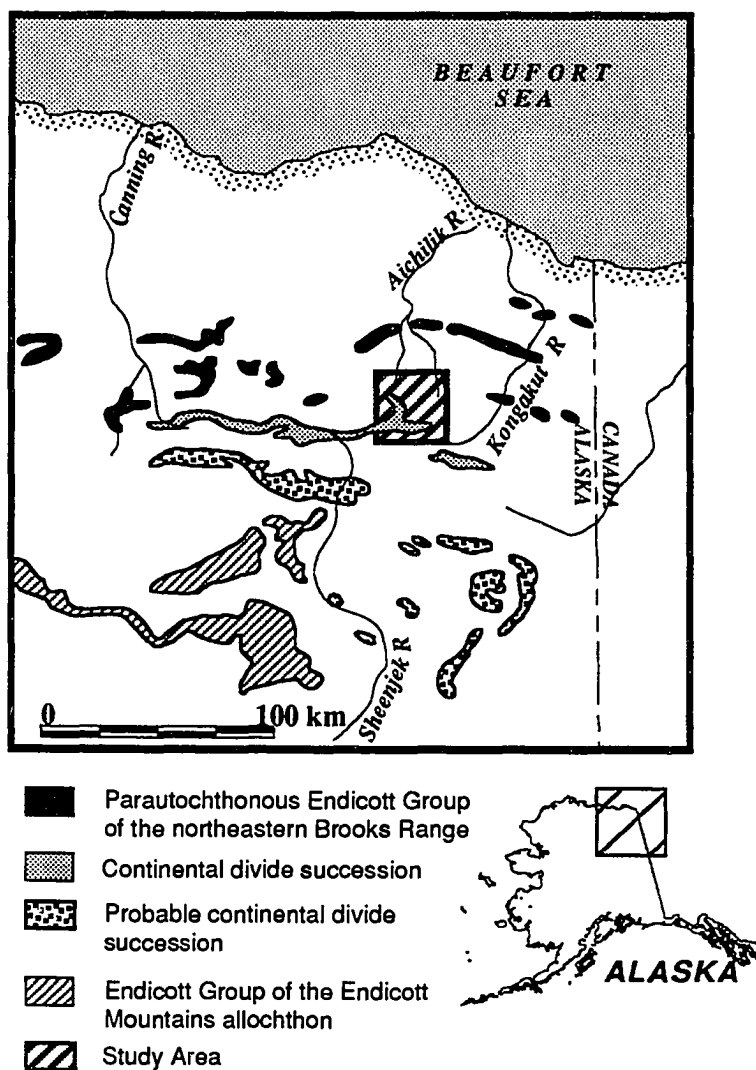 BEAUFORT
SEA
Canning R
Aichilik R
Kongakut R
CANADA
ALASKA
Sheenjek R
0 100 km
Parautochthonous Endicott Group
of the northeastern Brooks Range
Continental divide succession
Probable continental divide
succession
Endicott Group of the Endicott
Mountains allochthon
Study Area
ALASKA